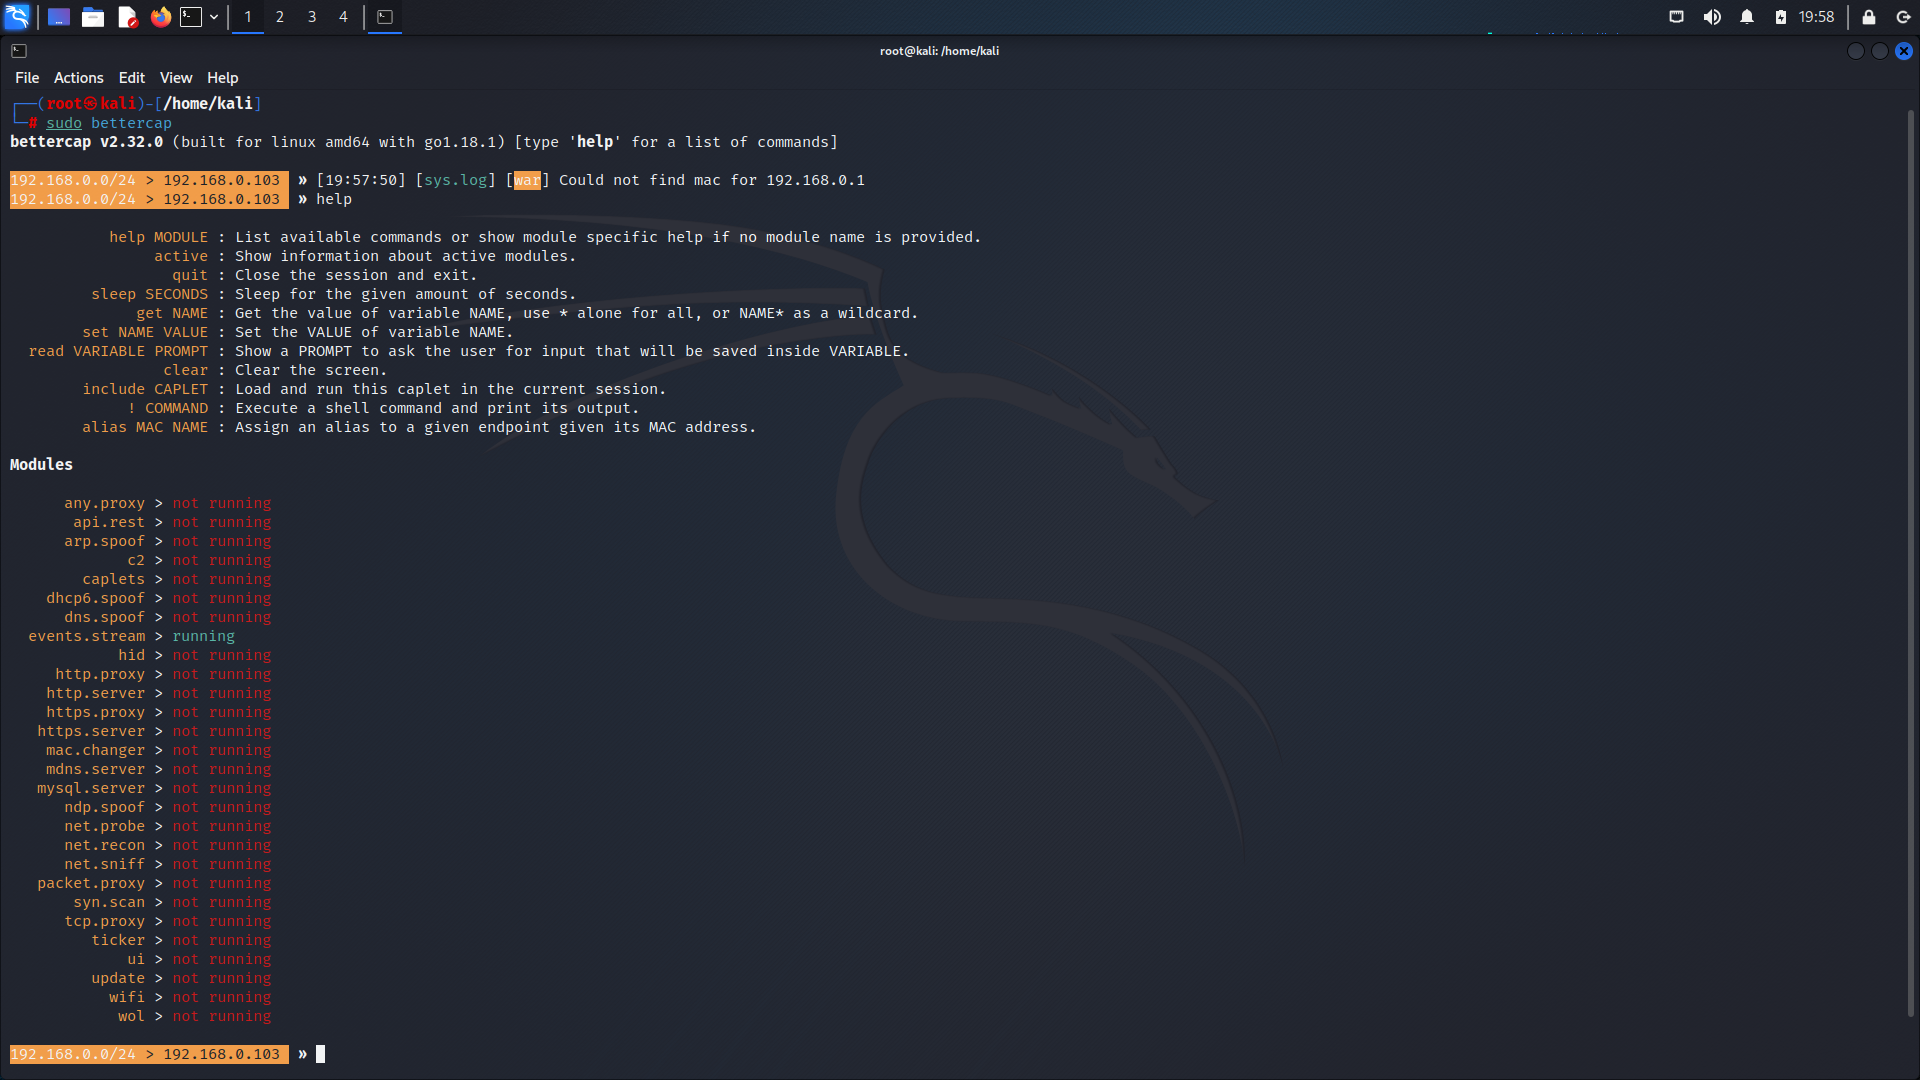 1 2 3 4 19:58
root@kali: /home/kali
File Actions Edit View Help
┌──(root㉿kali)-[/home/kali]
└─# sudo bettercap
bettercap v2.32.0 (built for linux amd64 with go1.18.1) [type 'help' for a list of commands]
192.168.0.0/24 > 192.168.0.103 » [19:57:50] [sys.log] [war] Could not find mac for 192.168.0.1
192.168.0.0/24 > 192.168.0.103 » help
help MODULE : List available commands or show module specific help if no module name is provided.
active : Show information about active modules.
quit : Close the session and exit.
sleep SECONDS : Sleep for the given amount of seconds.
get NAME : Get the value of variable NAME, use * alone for all, or NAME* as a wildcard.
set NAME VALUE : Set the VALUE of variable NAME.
read VARIABLE PROMPT : Show a PROMPT to ask the user for input that will be saved inside VARIABLE.
clear : Clear the screen.
include CAPLET : Load and run this caplet in the current session.
! COMMAND : Execute a shell command and print its output.
alias MAC NAME : Assign an alias to a given endpoint given its MAC address.
Modules
any.proxy > not running
api.rest > not running
arp.spoof > not running
c2 > not running
caplets > not running
dhcp6.spoof > not running
dns.spoof > not running
events.stream > running
hid > not running
http.proxy > not running
http.server > not running
https.proxy > not running
https.server > not running
mac.changer > not running
mdns.server > not running
mysql.server > not running
ndp.spoof > not running
net.probe > not running
net.recon > not running
net.sniff > not running
packet.proxy > not running
syn.scan > not running
tcp.proxy > not running
ticker > not running
ui > not running
update > not running
wifi > not running
wol > not running
192.168.0.0/24 > 192.168.0.103 »